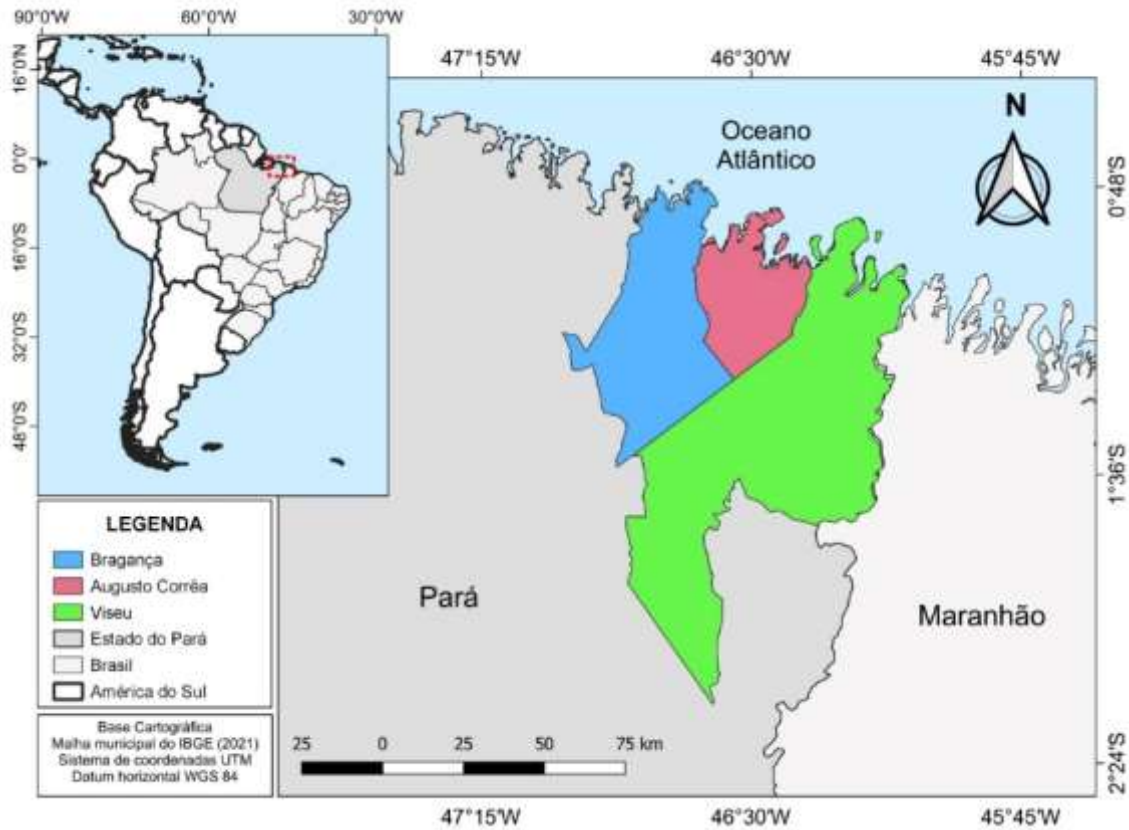 90°0'W 60°0'W 30°0'W
47°15'W 46°30'W 45°45'W
16°0'N
0°0'
16°0'S
32°0'S
48°0'S
Oceano
Atlântico
N
0°48'S
1°36'S
2°24'S
Pará
Maranhão
LEGENDA
Bragança
Augusto Corrêa
Viseu
Estado do Pará
Brasil
América do Sul
Base Cartográfica
Malha municipal do IBGE (2021)
Sistema de coordenadas UTM
Datum horizontal WGS 84
25 0 25 50 75 km
47°15'W 46°30'W 45°45'W